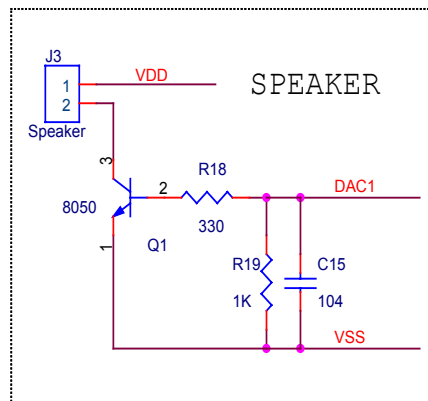 J3
VDD
SPEAKER
1
2
Speaker
3
R18
DAC1
2
8050
330
1
Q1
R19
C15
1K
104
VSS